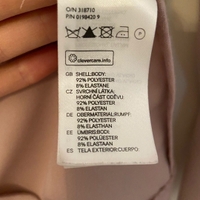 O/N 318710
P/N 0198420 9
clevercare.info
GB SHELL:BODY:
92% POLYESTER
8% ELASTANE
CZ SVRCHNÍ LÁTKA:
HORNÍ ČÁST ODĚVU
92% POLYESTER
8% ELASTAN
DE OBERMATERIAL:RUMPF:
92% POLYESTER
8% ELASTHAN
EE ÜMBRIS:BODI:
92% POLÜESTER
8% ELASTAAN
ES TELA EXTERIOR:CUERPO